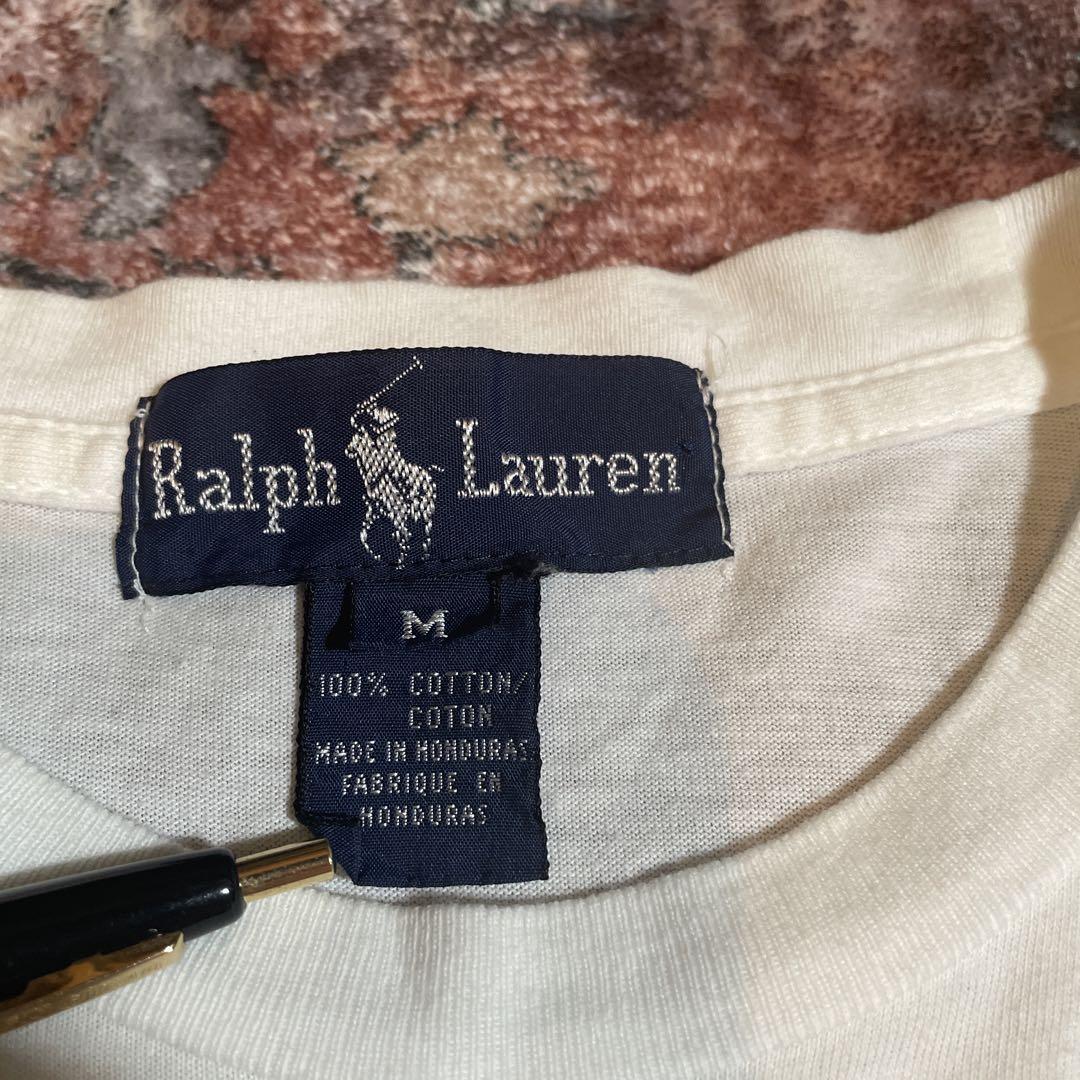 Ralph Lauren
M
100% COTTON/
COTON
MADE IN HONDURAS
FABRIQUE EN
HONDURAS